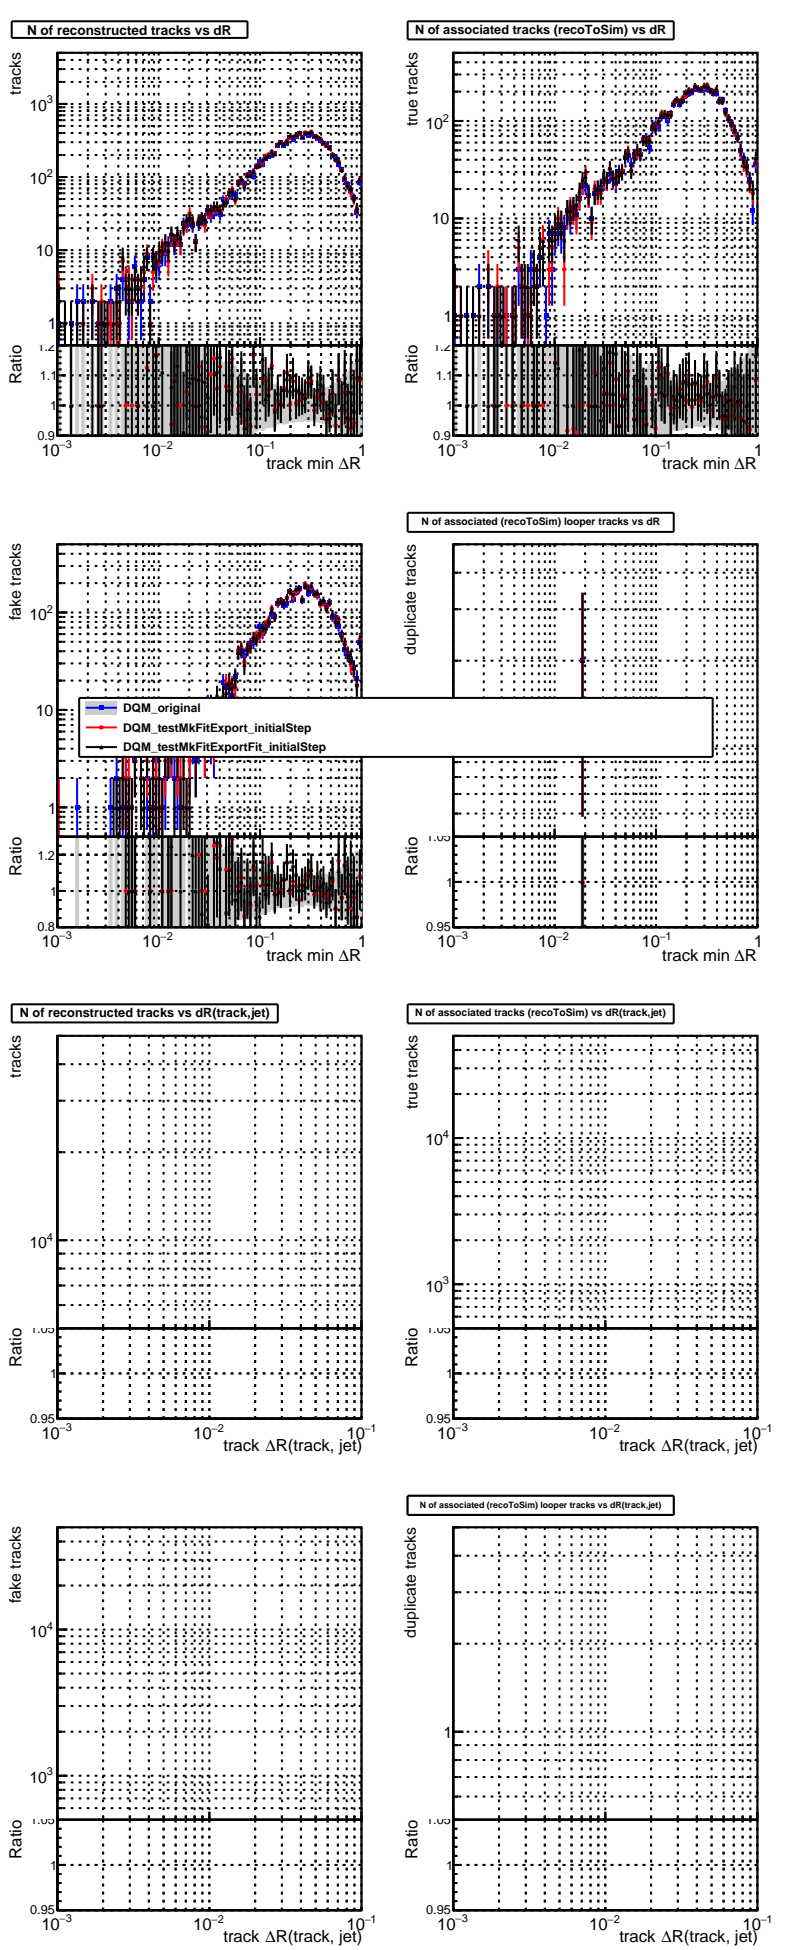 N of reconstructed tracks vs dR
tracks
10³
10²
10
1
Ratio
1.2
1.1
1
0.9
10⁻³
10⁻²
10⁻¹
1
track min ΔR
N of associated tracks (recoToSim) vs dR
true tracks
10²
10
1
Ratio
1.2
1.1
1
0.9
10⁻³
10⁻²
10⁻¹
1
track min ΔR
fake tracks
10²
10
1
Ratio
1.2
1
0.8
10⁻³
10⁻²
10⁻¹
1
track min ΔR
N of associated (recoToSim) looper tracks vs dR
duplicate tracks
Ratio
1.05
1
0.95
10⁻³
10⁻²
10⁻¹
1
track min ΔR
DQM_original
DQM_testMkFitExport_initialStep
DQM_testMkFitExportFit_initialStep
N of reconstructed tracks vs dR(track,jet)
tracks
10⁴
Ratio
1.05
1
0.95
10⁻³
10⁻²
10⁻¹
track ΔR(track, jet)
N of associated tracks (recoToSim) vs dR(track,jet)
true tracks
10⁴
10³
Ratio
1.05
1
0.95
10⁻³
10⁻²
10⁻¹
track ΔR(track, jet)
fake tracks
10⁴
10³
Ratio
1.05
1
0.95
10⁻³
10⁻²
10⁻¹
track ΔR(track, jet)
N of associated (recoToSim) looper tracks vs dR(track,jet)
duplicate tracks
1
Ratio
1.05
1
0.95
10⁻³
10⁻²
10⁻¹
track ΔR(track, jet)